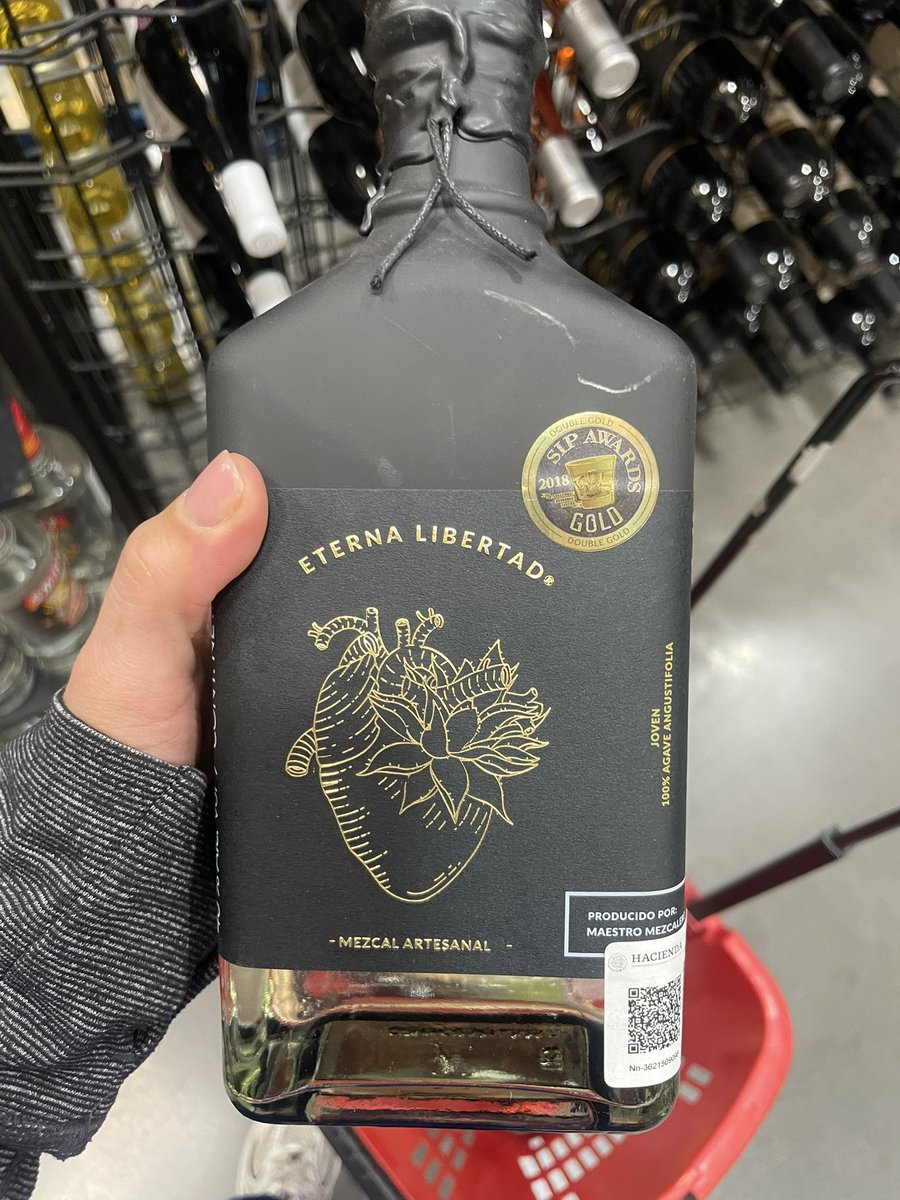 DOUBLE GOLD
SIP AWARDS
2018
GOLD
DOUBLE GOLD
ETERNA LIBERTAD®
JOVEN
100% AGAVE ANGUSTIFOLIA
- MEZCAL ARTESANAL -
PRODUCIDO POR:
MAESTRO
HACIENDA